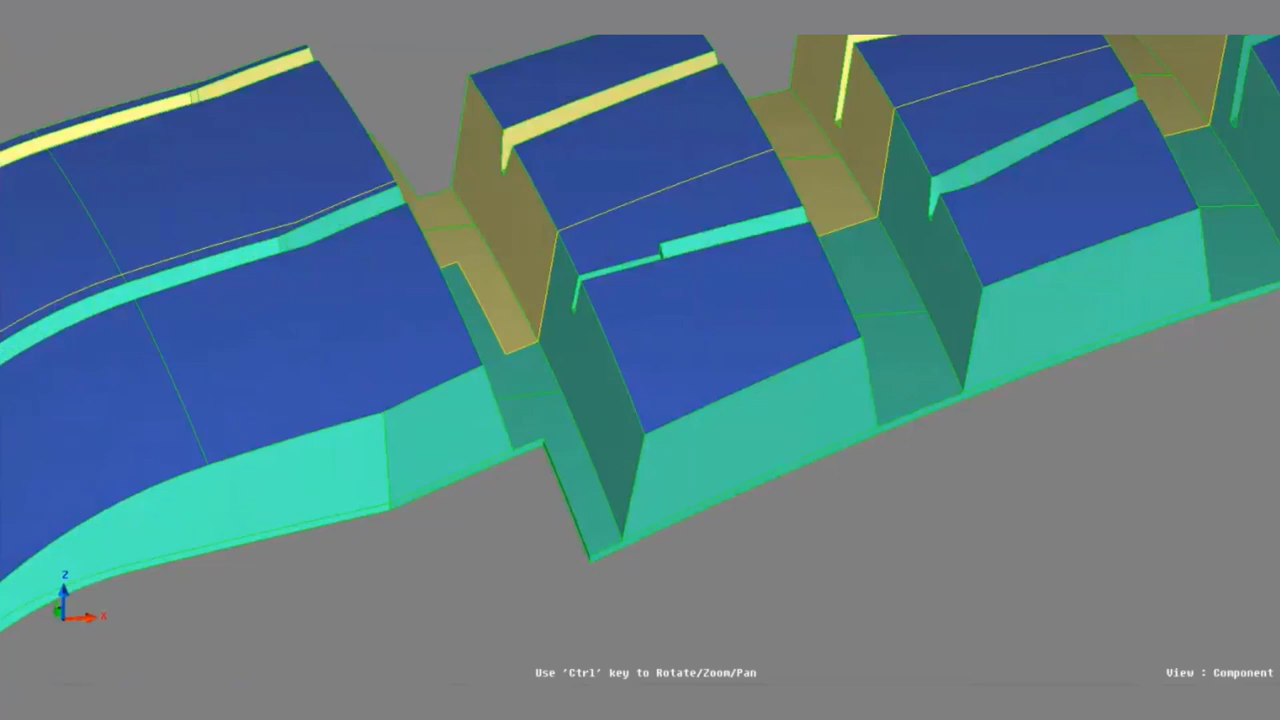 Z
X
Use 'Ctrl' key to Rotate/Zoom/Pan
View : Component